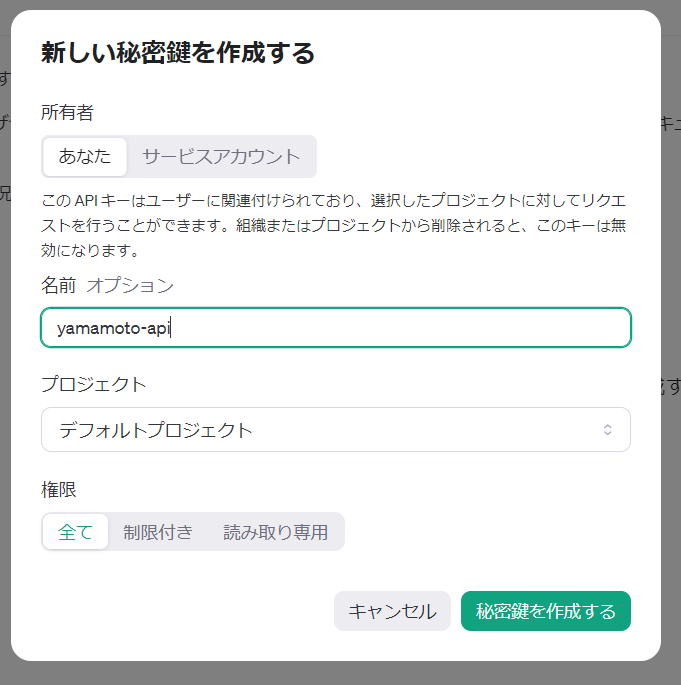 新しい秘密鍵を作成する
所有者
あなた サービスアカウント
この API キーはユーザーに関連付けられており、選択したプロジェクトに対してリクエ
ストを行うことができます。組織またはプロジェクトから削除されると、このキーは無
効になります。
名前 オプション
yamamoto-api
プロジェクト
デフォルトプロジェクト
権限
全て 制限付き 読み取り専用
キャンセル 秘密鍵を作成する